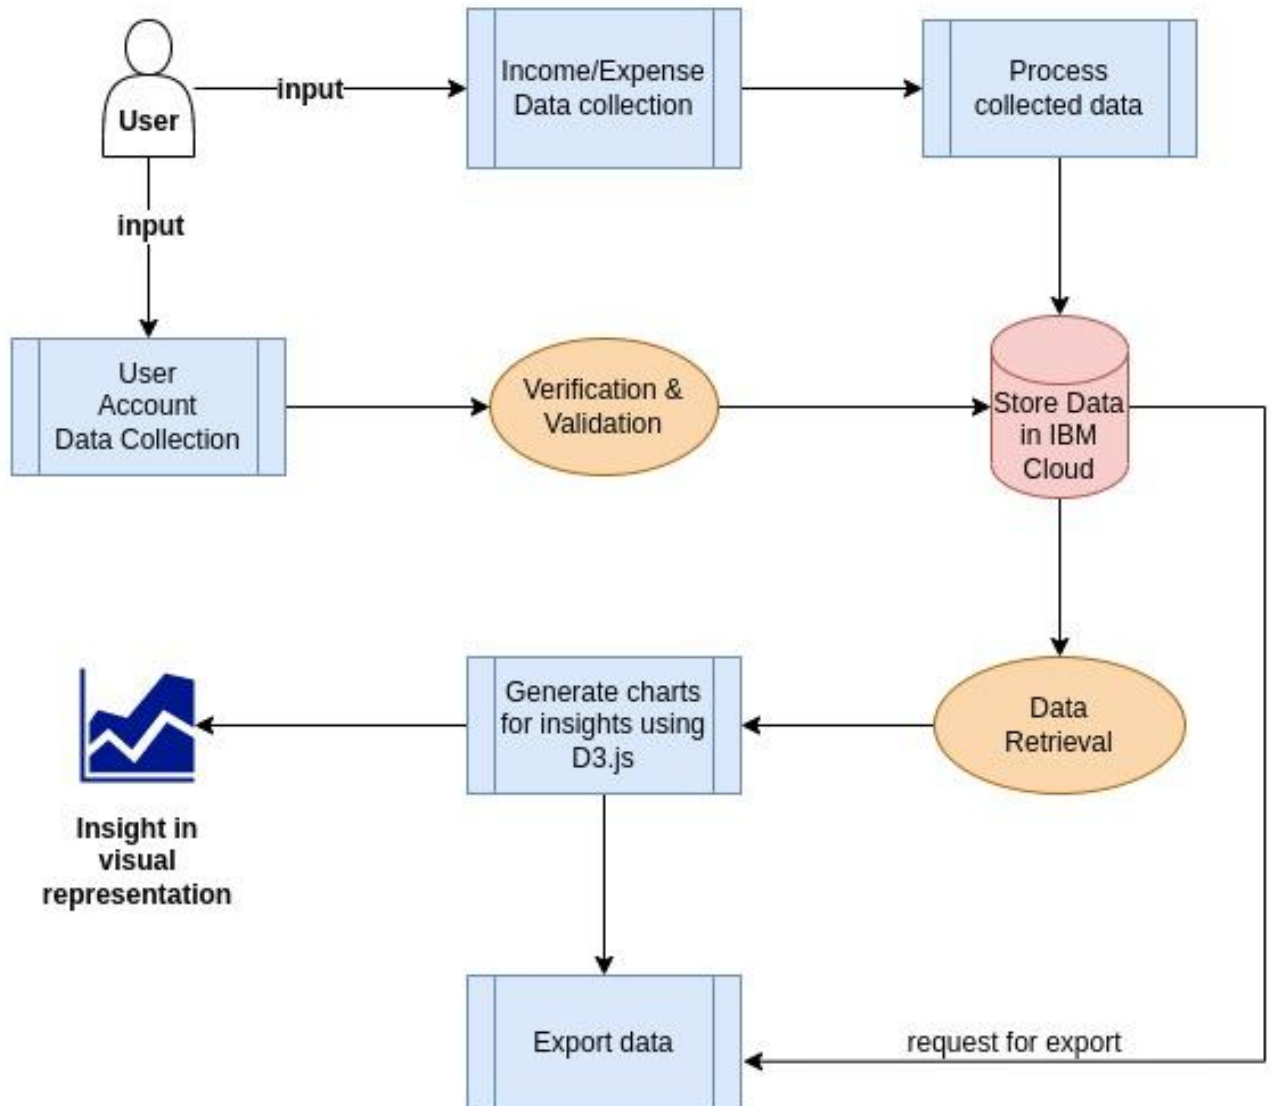 input
Income/Expense
Data collection
Process
collected data
User
input
User
Account
Data Collection
Verification &
Validation
Store Data
in IBM
Cloud
Generate charts
for insights using
D3.js
Data
Retrieval
Insight in
visual
representation
Export data
request for export